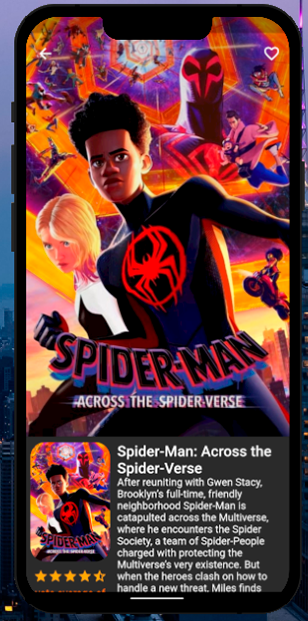 SPIDER-MAN
ACROSS THE SPIDER-VERSE
Spider-Man: Across the
Spider-Verse
After reuniting with Gwen Stacy,
Brooklyn's full-time, friendly
neighborhood Spider-Man is
catapulted across the Multiverse,
where he encounters the Spider
Society, a team of Spider-People
charged with protecting the
Multiverse's very existence. But
when the heroes clash on how to
handle a new threat, Miles finds
SPIDER-MAN
ACROSS THE SPIDER-VERSE